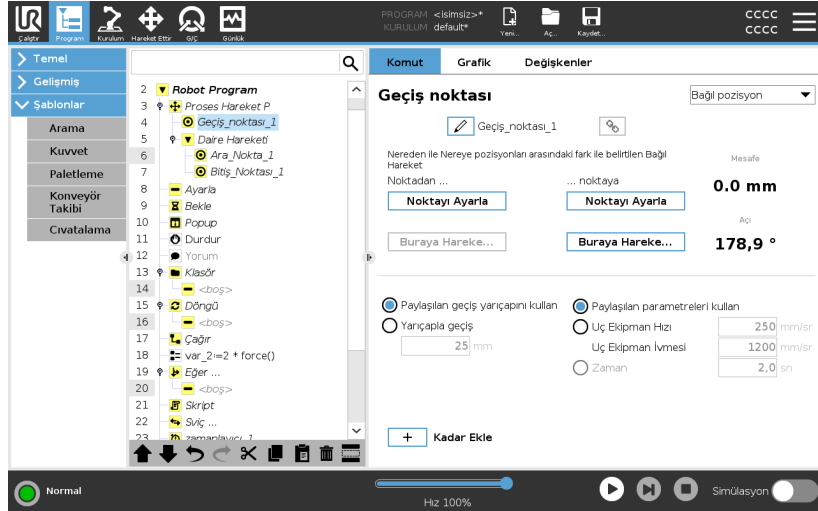 PROGRAM <isimsiz>*
KURULUM default*
Çalıştır
Program
Kurulum
Hareket Ettir
G/Ç
Günlük
Yeni...
Aç...
Kaydet...
cccc
cccc
Temel
Gelişmiş
Şablonlar
Arama
Kuvvet
Paletleme
Konveyör
Takibi
Cıvatalama
2 Robot Program
3 Proses Hareket P
4 Geçiş_noktası_1
5 Daire Hareketi
6 Ara_Nokta_1
7 Bitiş_Noktası_1
8 Ayarla
9 Bekle
10 Popup
11 Durdur
12 Yorum
13 Klasör
14 <boş>
15 Döngü
16 <boş>
17 Çağır
18 var_2:=2 * force()
19 Eğer ...
20 <boş>
21 Skript
22 Sviç ...
23 zamanlayıcı_1
Komut
Grafik
Değişkenler
Geçiş noktası
Bağıl pozisyon
Geçiş_noktası_1
Nereden ile Nereye pozisyonları arasındaki fark ile belirtilen Bağıl
Hareket
Noktadan ...
... noktaya
Noktayı Ayarla
Noktayı Ayarla
Buraya Hareke...
Buraya Hareke...
Mesafe
0.0 mm
Açı
178,9 °
Paylaşılan geçiş yarıçapını kullan
Yarıçapla geçiş
25 mm
Paylaşılan parametreleri kullan
Uç Ekipman Hızı 250 mm/sn
Uç Ekipman İvmesi 1200 mm/sn
Zaman 2,0 sn
+ Kadar Ekle
Normal
Hız 100%
Simülasyon